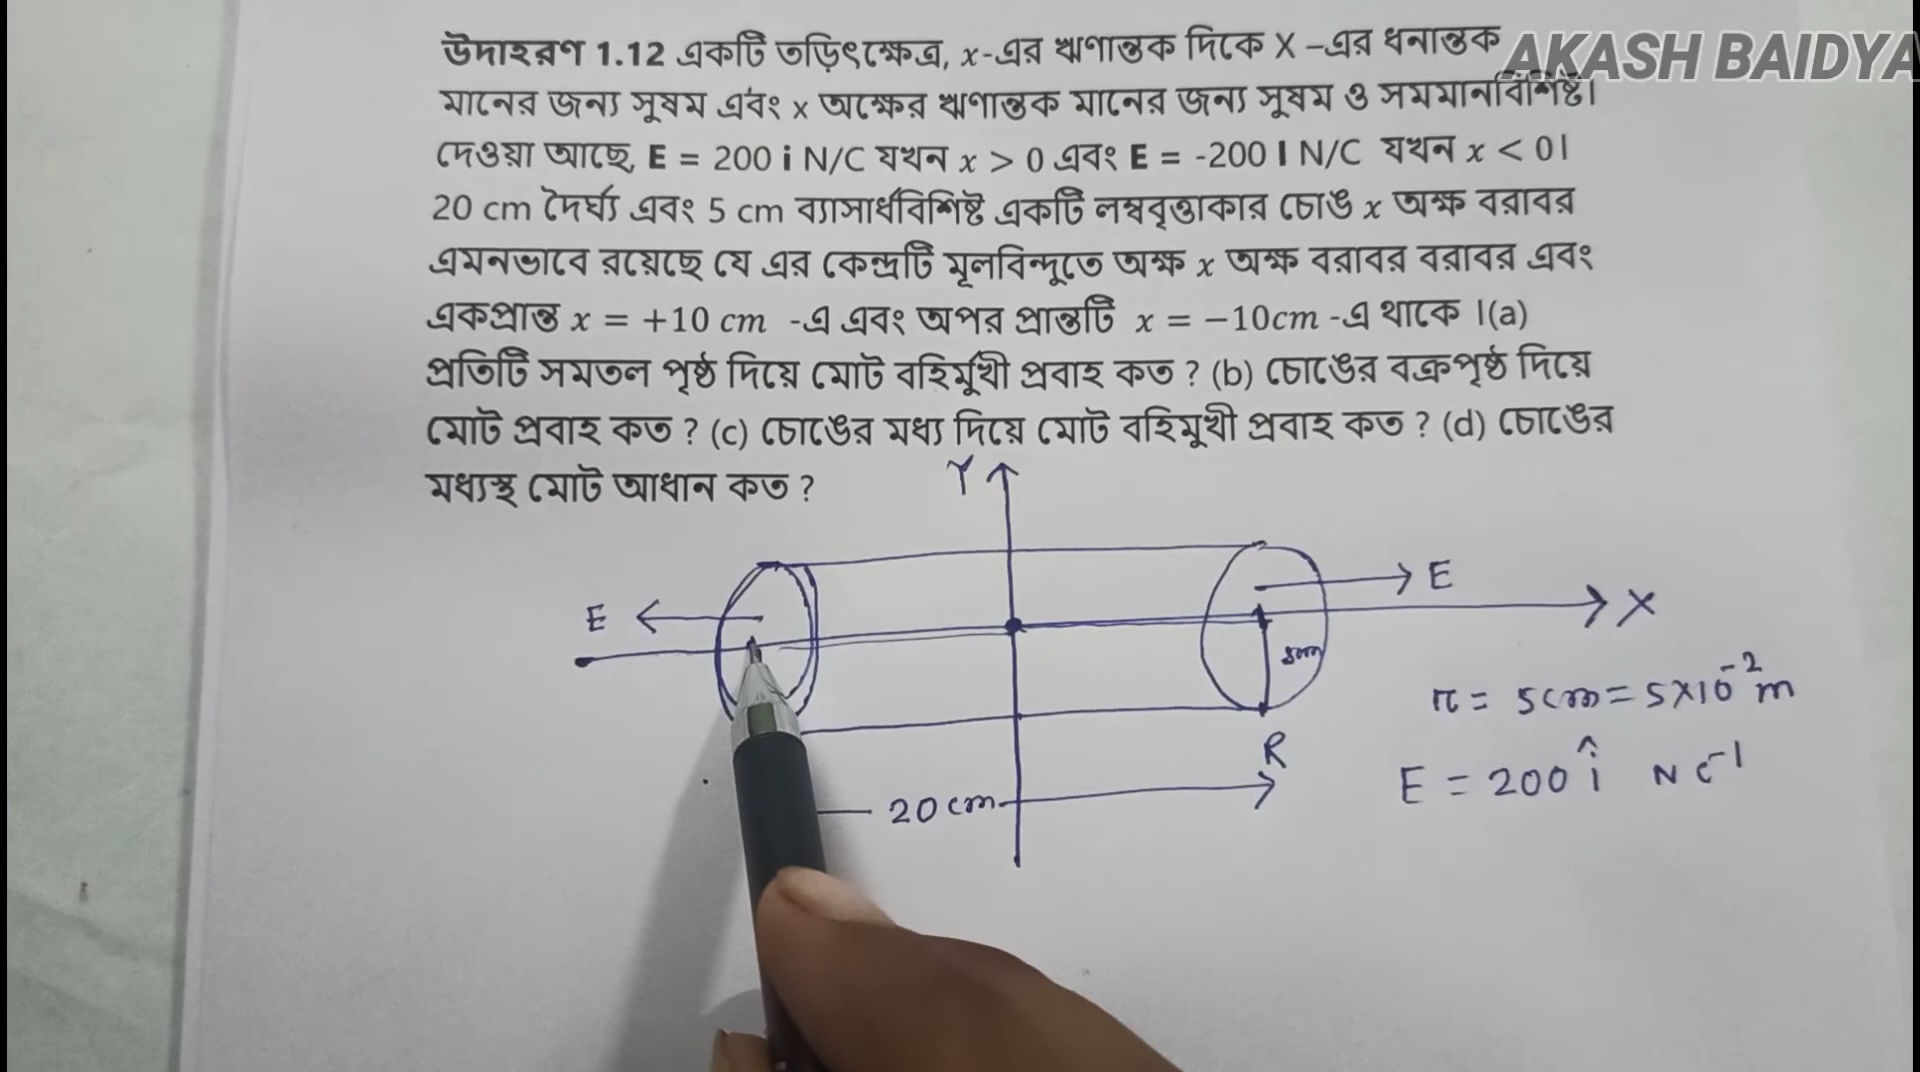 উদাহরণ 1.12 একটি তড়িৎক্ষেত্র, x-এর ঋণাত্তক দিকে X –এর ধনাত্তক
AKASH BAIDYA
মানের জন্য সুষম এবং x অক্ষের ঋণাত্তক মানের জন্য সুষম ও সমমানবিশিষ্ট।
দেওয়া আছে, E = 200 i N/C যখন x > 0 এবং E = -200 I N/C যখন x < 0।
20 cm দৈর্ঘ্য এবং 5 cm ব্যাসার্ধবিশিষ্ট একটি লম্ববৃত্তাকার চোঙ x অক্ষ বরাবর
এমনভাবে রয়েছে যে এর কেন্দ্রটি মূলবিন্দুতে অক্ষ x অক্ষ বরাবর বরাবর এবং
একপ্রান্ত x = +10 cm -এ এবং অপর প্রান্তটি x = −10cm -এ থাকে ।(a)
প্রতিটি সমতল পৃষ্ঠ দিয়ে মোট বহির্মুখী প্রবাহ কত ? (b) চোঙের বক্রপৃষ্ঠ দিয়ে
মোট প্রবাহ কত ? (c) চোঙের মধ্য দিয়ে মোট বহিমুখী প্রবাহ কত ? (d) চোঙের
মধ্যস্থ মোট আধান কত ?
Y
E
E
X
5cm
r = 5cm = 5×10⁻² m
R
E = 200 î N C⁻¹
20 cm